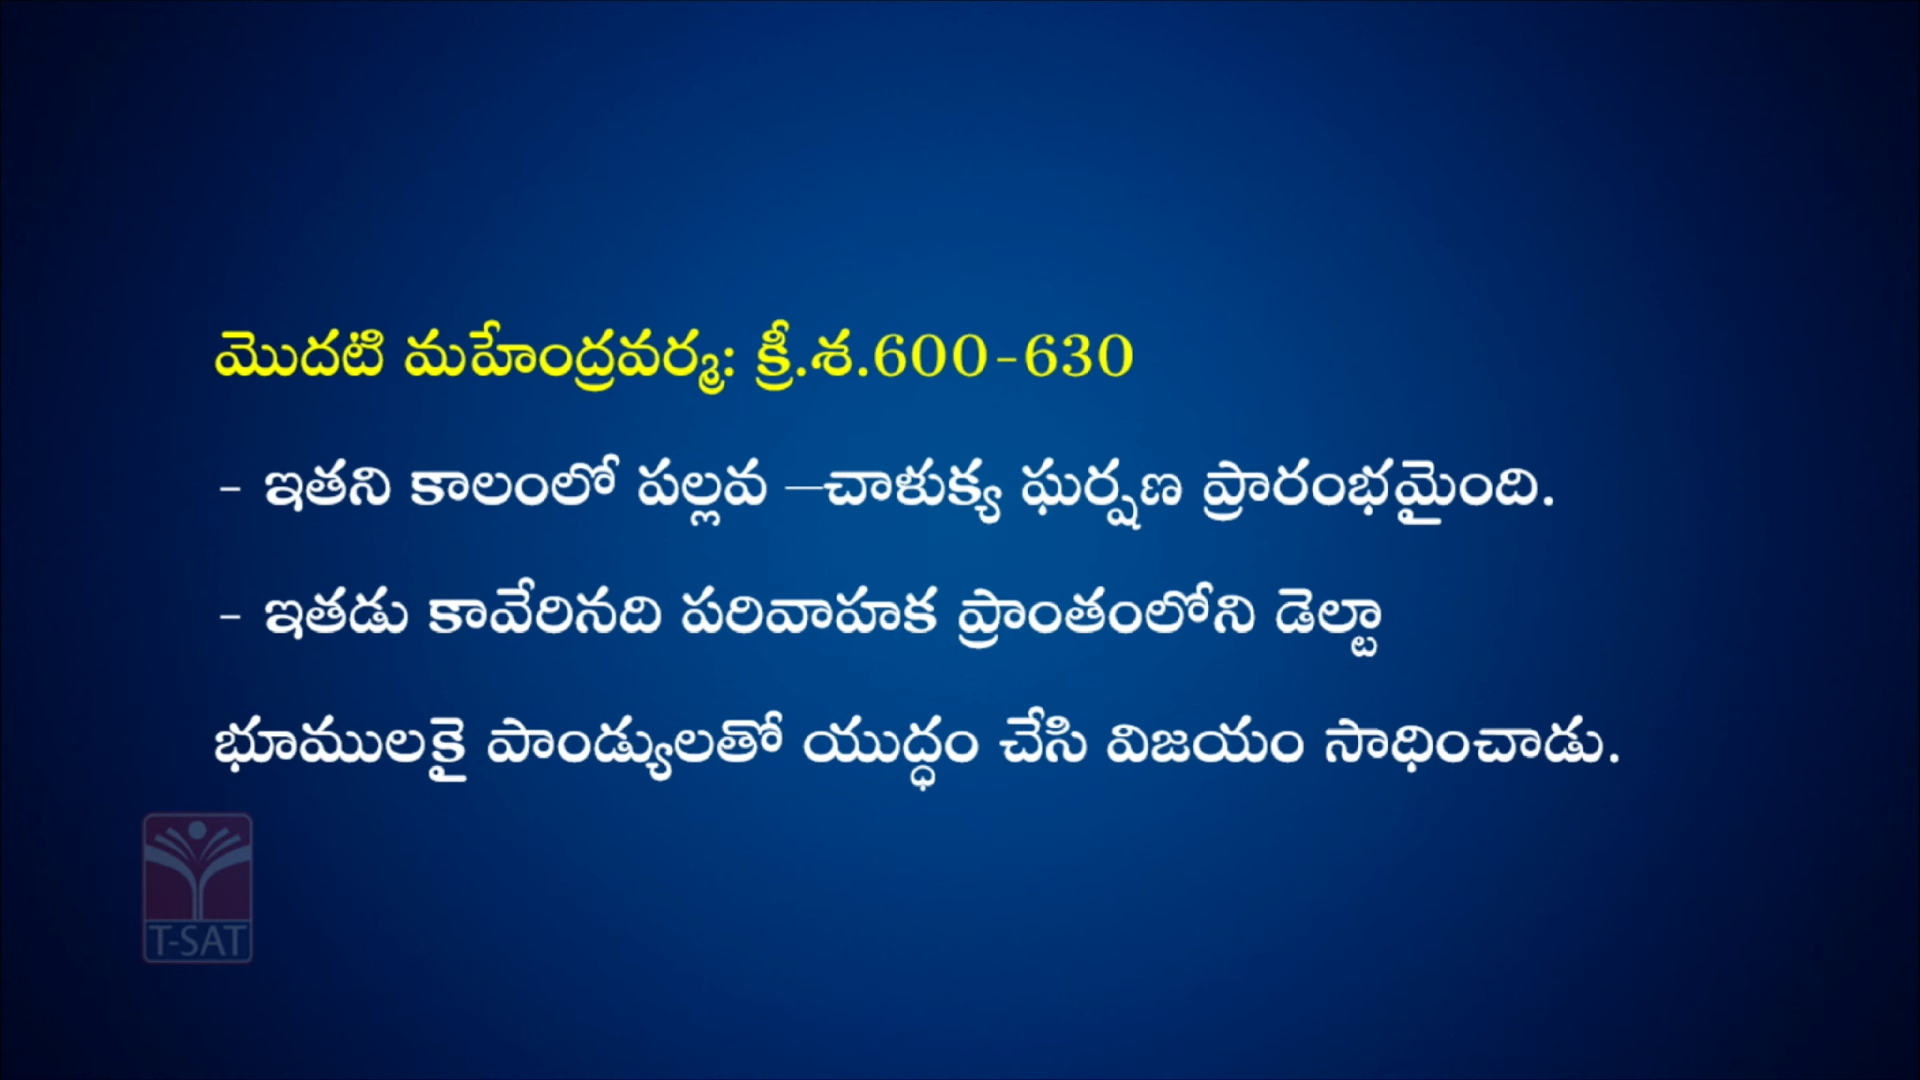 మొదటి మహేంద్రవర్మ: క్రీ.శ.600-630
- ఇతని కాలంలో పల్లవ –చాళుక్య ఘర్షణ ప్రారంభమైంది.
- ఇతడు కావేరినది పరివాహక ప్రాంతంలోని డెల్టా
భూములకై పాండ్యులతో యుద్ధం చేసి విజయం సాధించాడు.
T-SAT